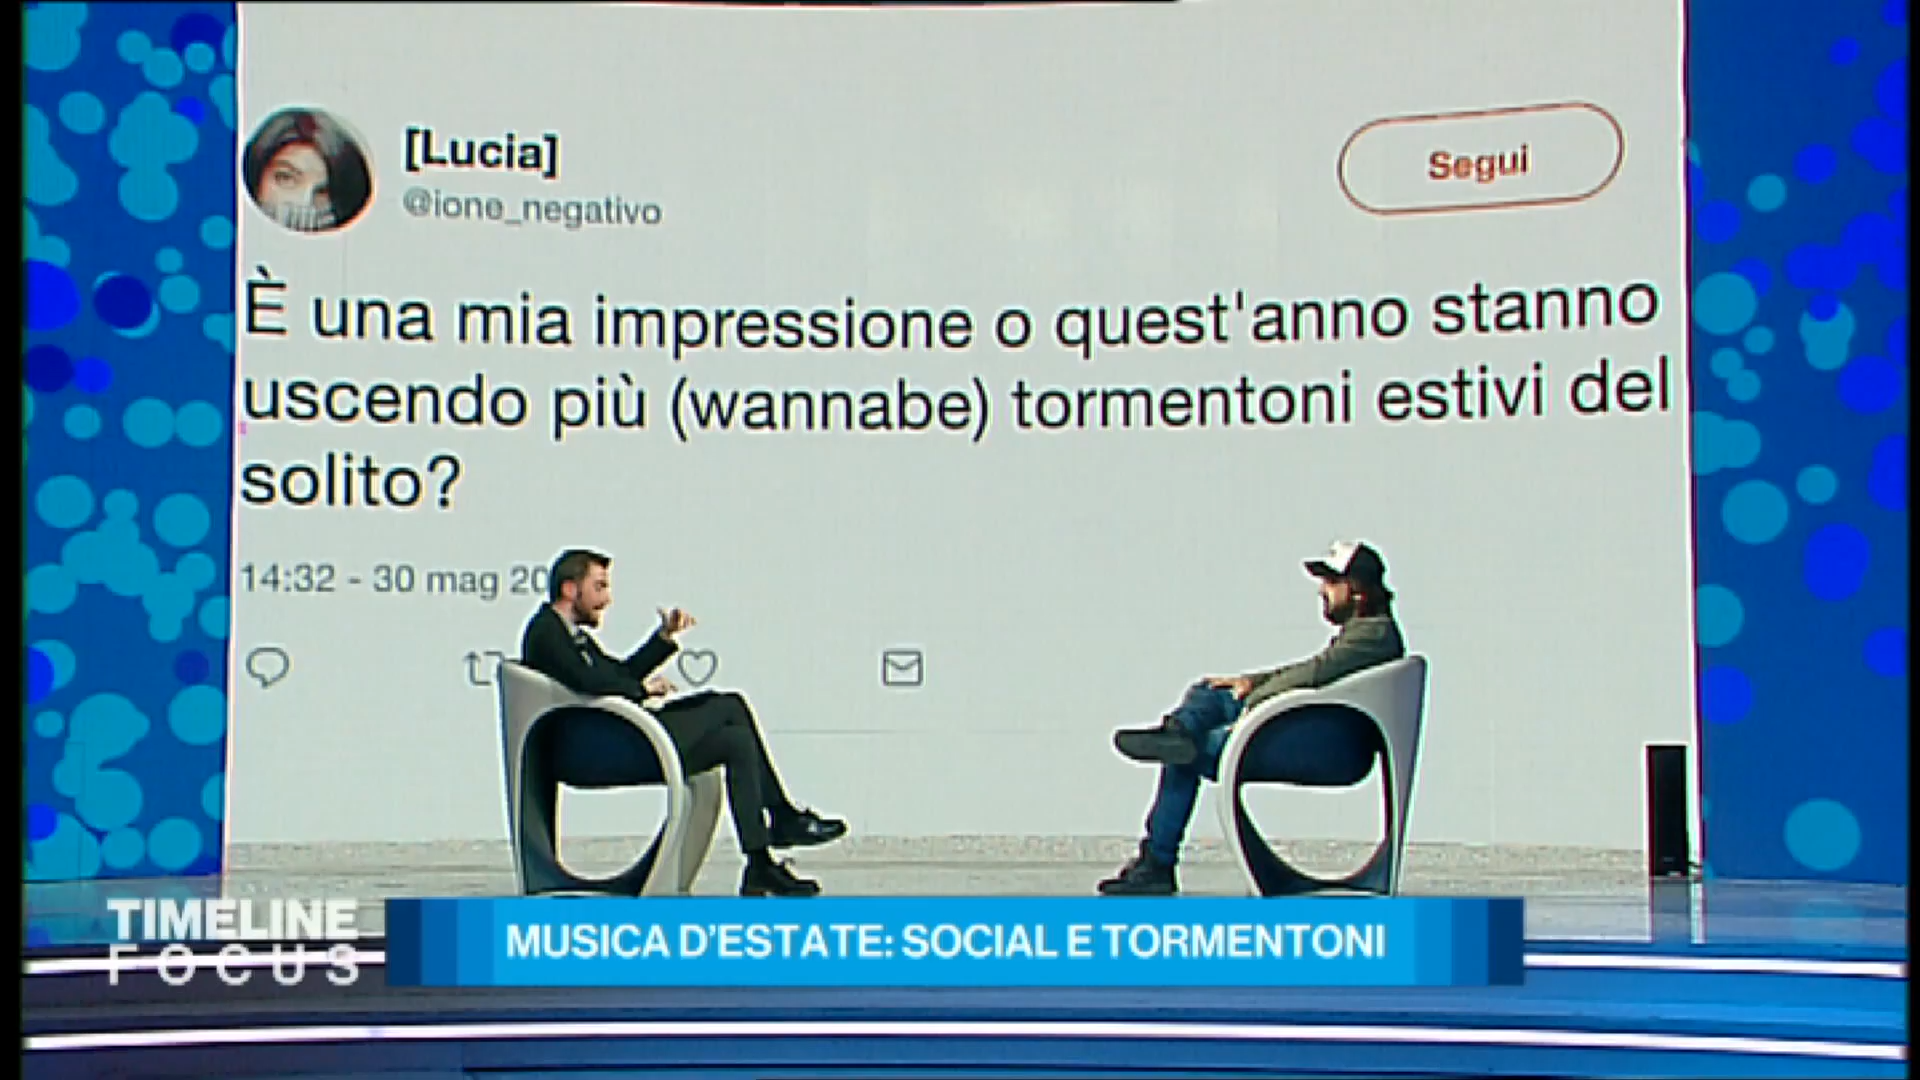 [Lucia]
@ione_negativo
Segui
È una mia impressione o quest'anno stanno
uscendo più (wannabe) tormentoni estivi del
solito?
14:32 - 30 mag 20
TIMELINE
FOCUS
MUSICA D'ESTATE: SOCIAL E TORMENTONI